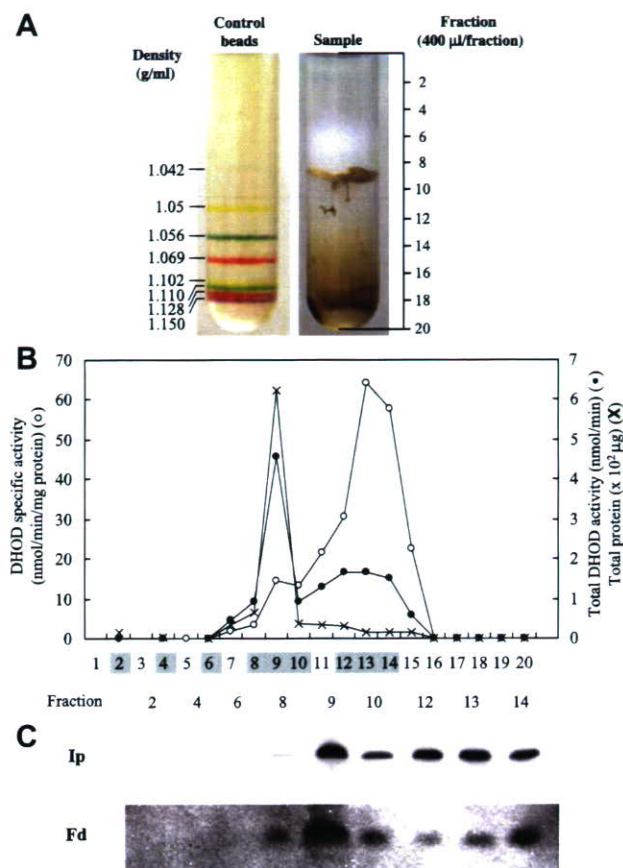 A
Control
beads
Sample
Fraction
(400 µl/fraction)
Density
(g/ml)
1.042
1.05
1.056
1.069
1.102
1.110
1.128
1.150
2
4
6
8
10
12
14
16
18
20
B
DHOD specific activity
(nmol/min/mg protein) (○)
70
60
50
40
30
20
10
0
7
6
5
4
3
2
1
0
Total DHOD activity (nmol/min) (●)
Total protein (x 10² µg) (X)
1 2 3 4 5 6 7 8 9 10 11 12 13 14 15 16 17 18 19 20
Fraction 2 4 6 8 9 10 12 13 14
C
Ip
Fd